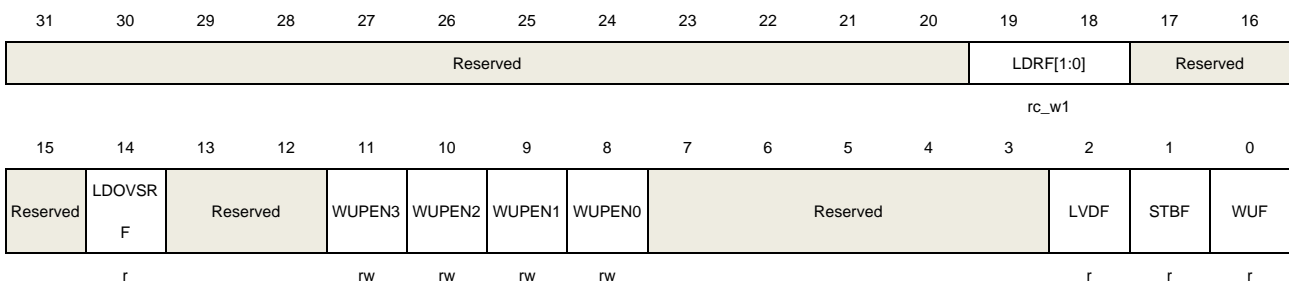 31 30 29 28 27 26 25 24 23 22 21 20 19 18 17 16
Reserved LDRF[1:0] Reserved
rc_w1
15 14 13 12 11 10 9 8 7 6 5 4 3 2 1 0
Reserved LDOVSR F Reserved WUPEN3 WUPEN2 WUPEN1 WUPEN0 Reserved LVDF STBF WUF
r rw rw rw rw r r r